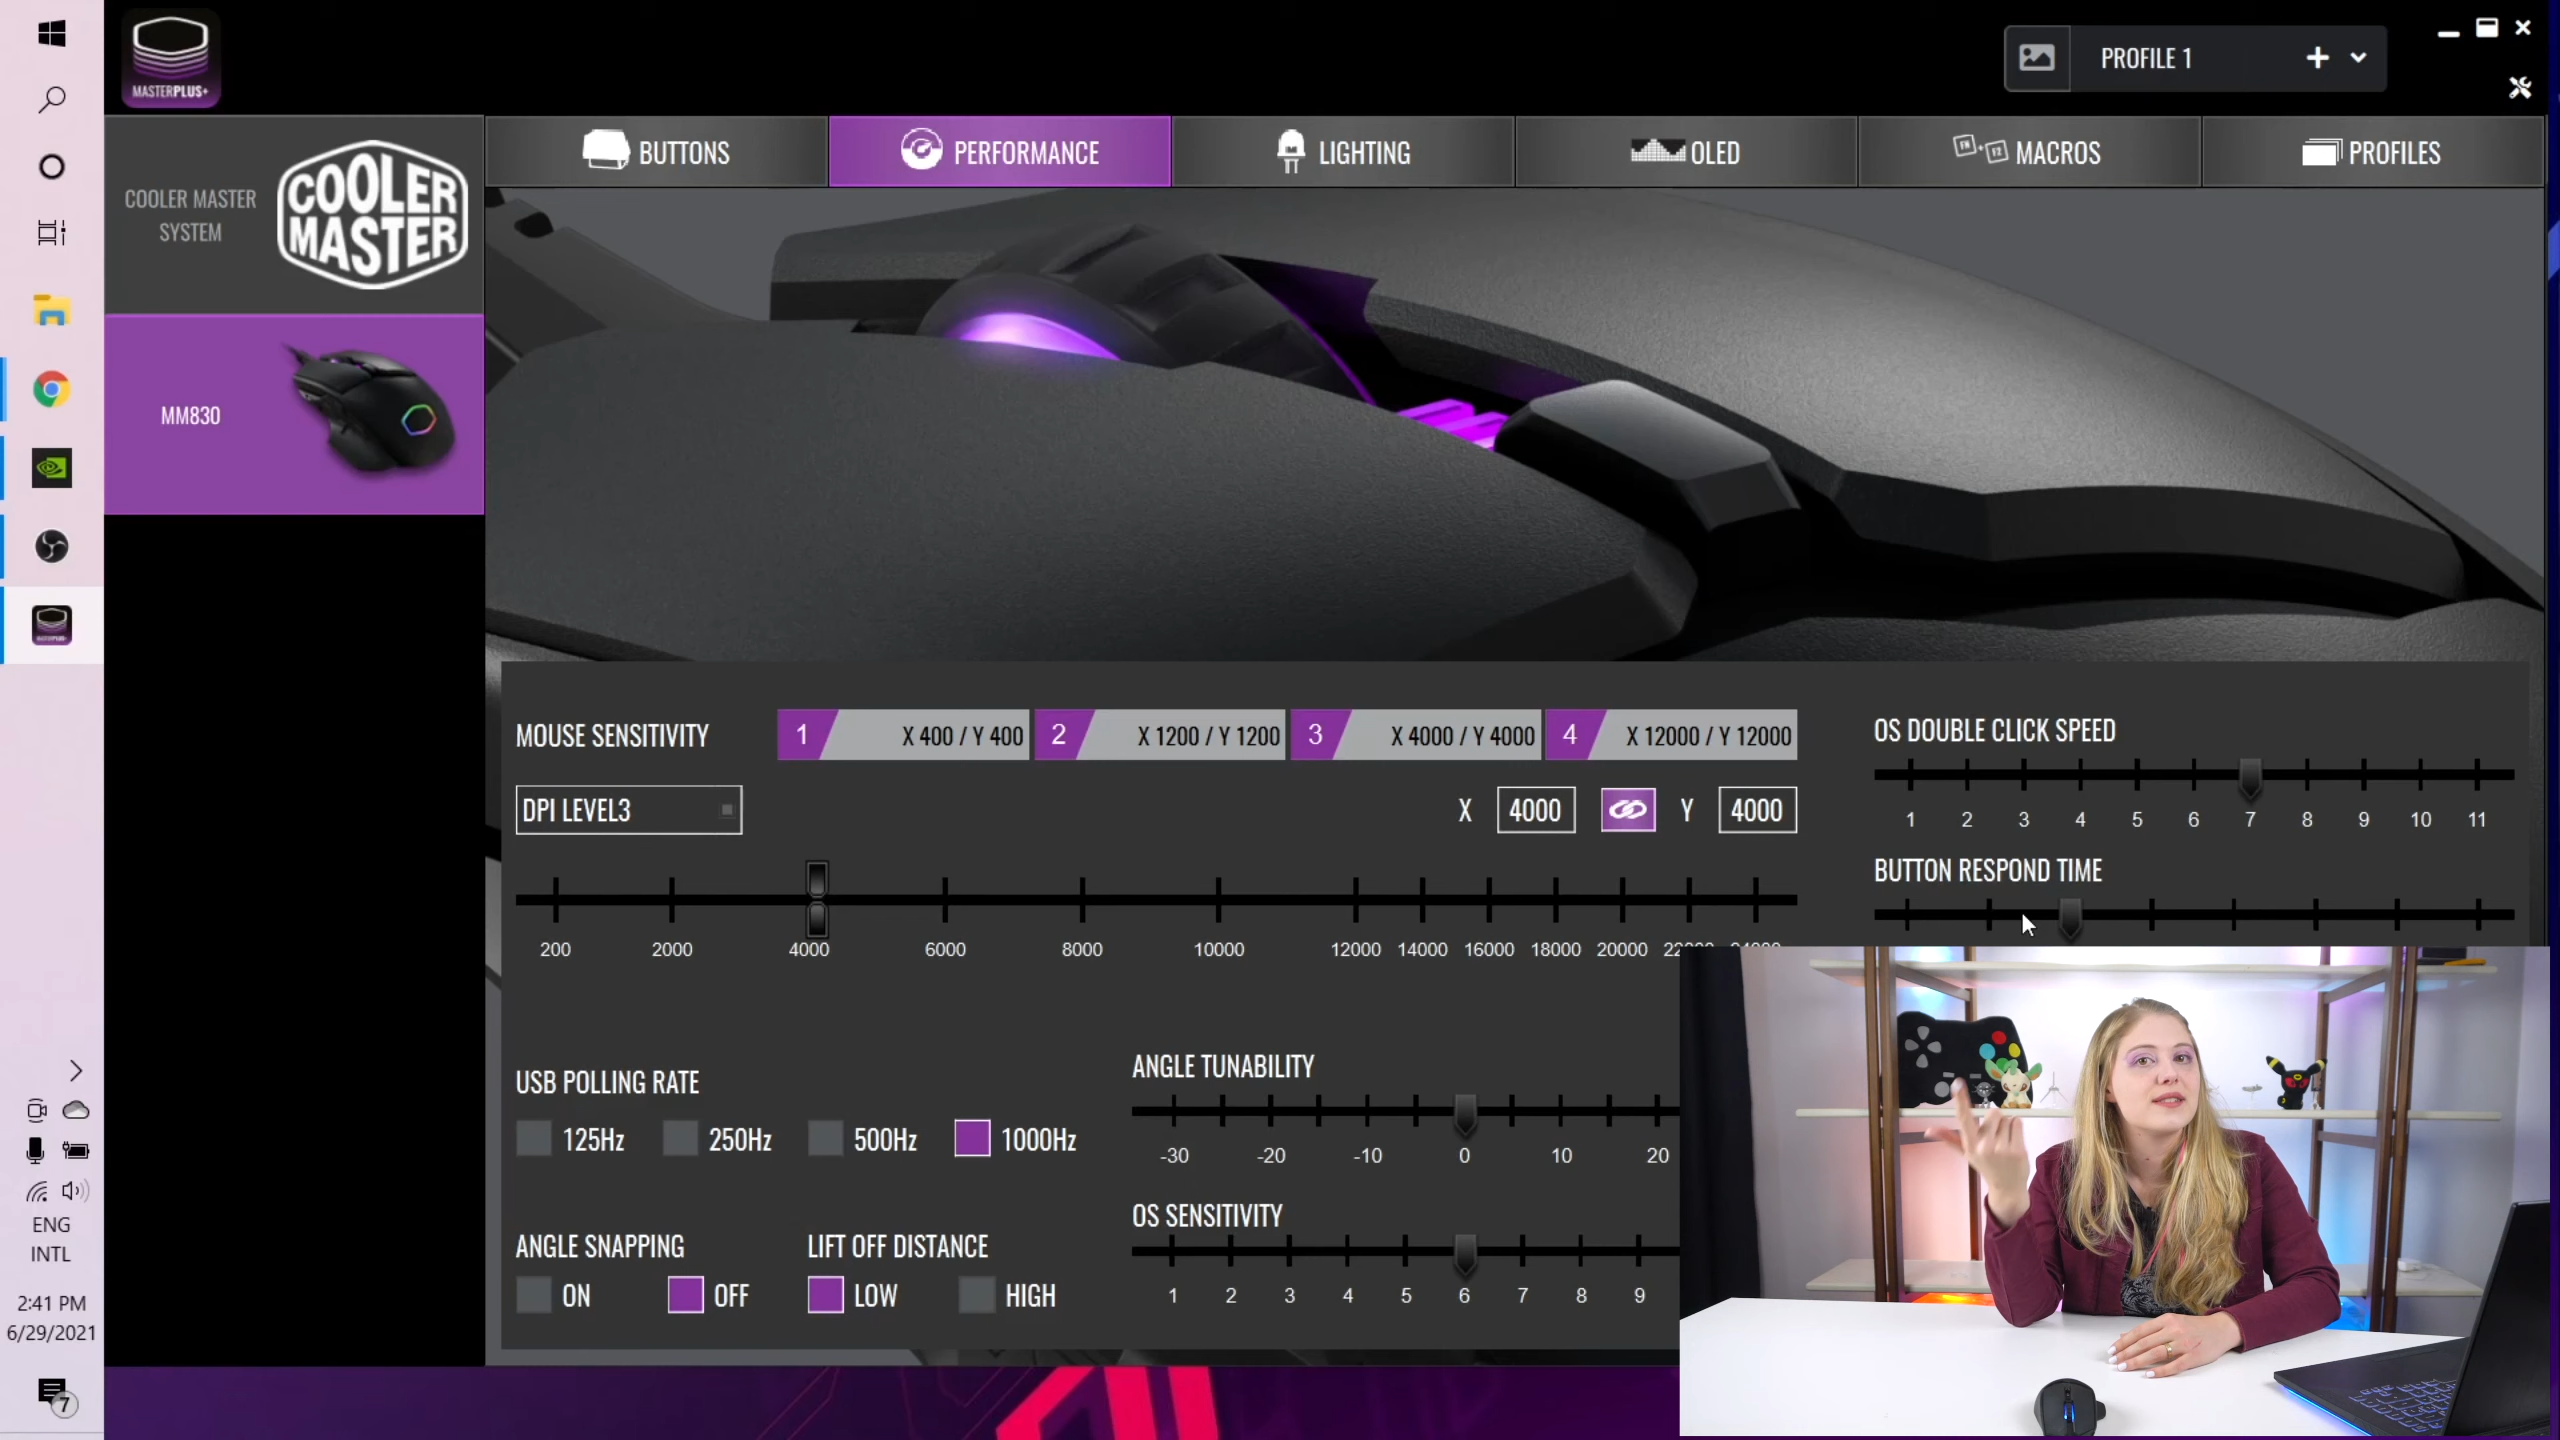 MASTERPLUS+
PROFILE 1
COOLER MASTER
SYSTEM
COOLER
MASTER
BUTTONS
PERFORMANCE
LIGHTING
OLED
MACROS
PROFILES
MM830
MOUSE SENSITIVITY
1 X 400 / Y 400
2 X 1200 / Y 1200
3 X 4000 / Y 4000
4 X 12000 / Y 12000
DPI LEVEL3
X 4000 Y 4000
200 2000 4000 6000 8000 10000 12000 14000 16000 18000 20000
OS DOUBLE CLICK SPEED
1 2 3 4 5 6 7 8 9 10 11
BUTTON RESPOND TIME
USB POLLING RATE
125Hz 250Hz 500Hz 1000Hz
ANGLE TUNABILITY
-30 -20 -10 0 10 20
ANGLE SNAPPING
ON OFF
LIFT OFF DISTANCE
LOW HIGH
OS SENSITIVITY
1 2 3 4 5 6 7 8 9
ENG
INTL
2:41 PM
6/29/2021
7